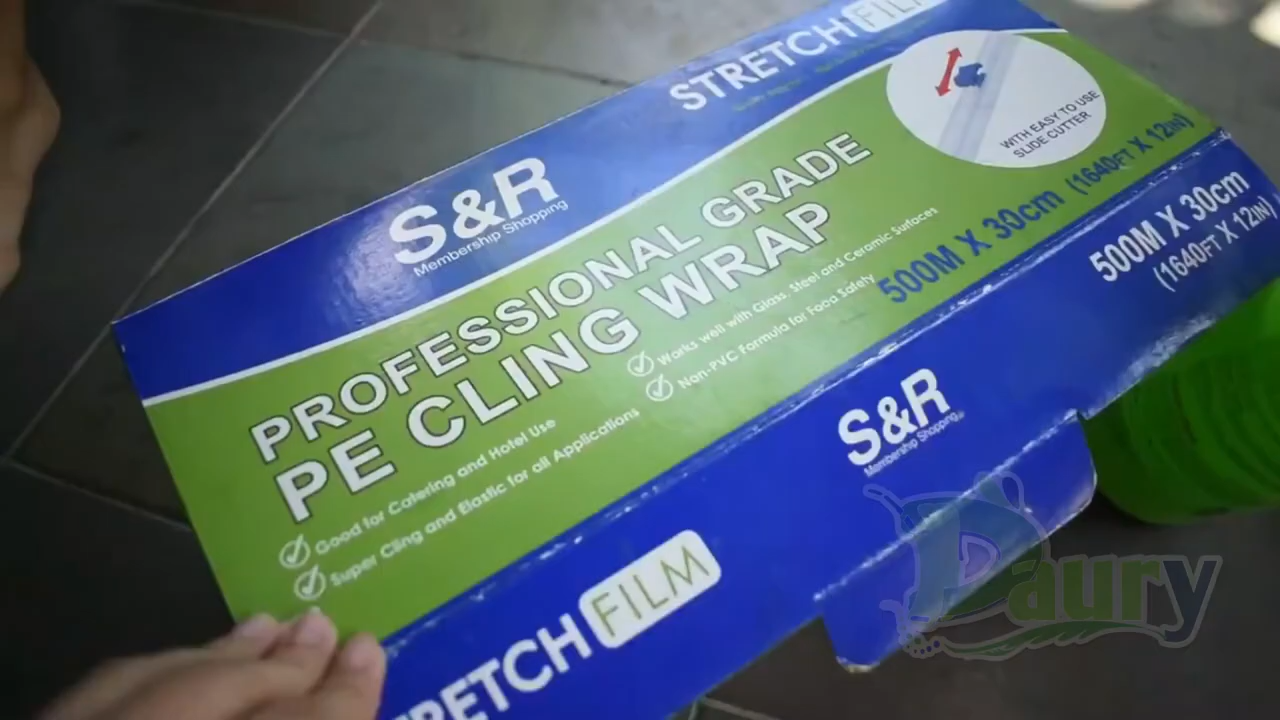 STRETCH FILM
WITH EASY TO USE
SLIDE CUTTER
S&R
Membership Shopping
PROFESSIONAL GRADE
PE CLING WRAP
Good for Catering and Hotel Use
Super Cling and Elastic for all Applications
Works well with Glass, Steel and Ceramic Surfaces
Non-PVC Formula for Food Safety
500M X 30cm (1640FT X 12IN)
500M X 30cm
(1640FT X 12IN)
S&R
Membership Shopping
STRETCH FILM
Daury